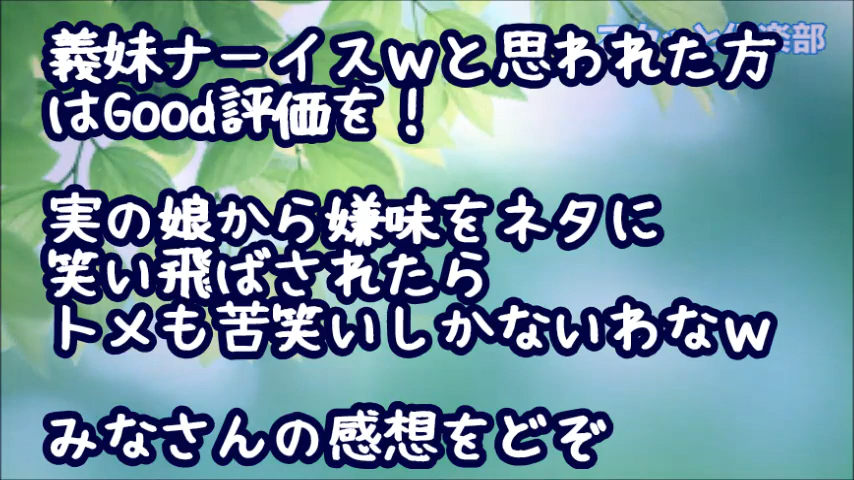 義妹ナーイスwと思われた方
はGood評価を！
実の娘から嫌味をネタに
笑い飛ばされたら
トメも苦笑いしかないわなw
みなさんの感想をどぞ
楽部